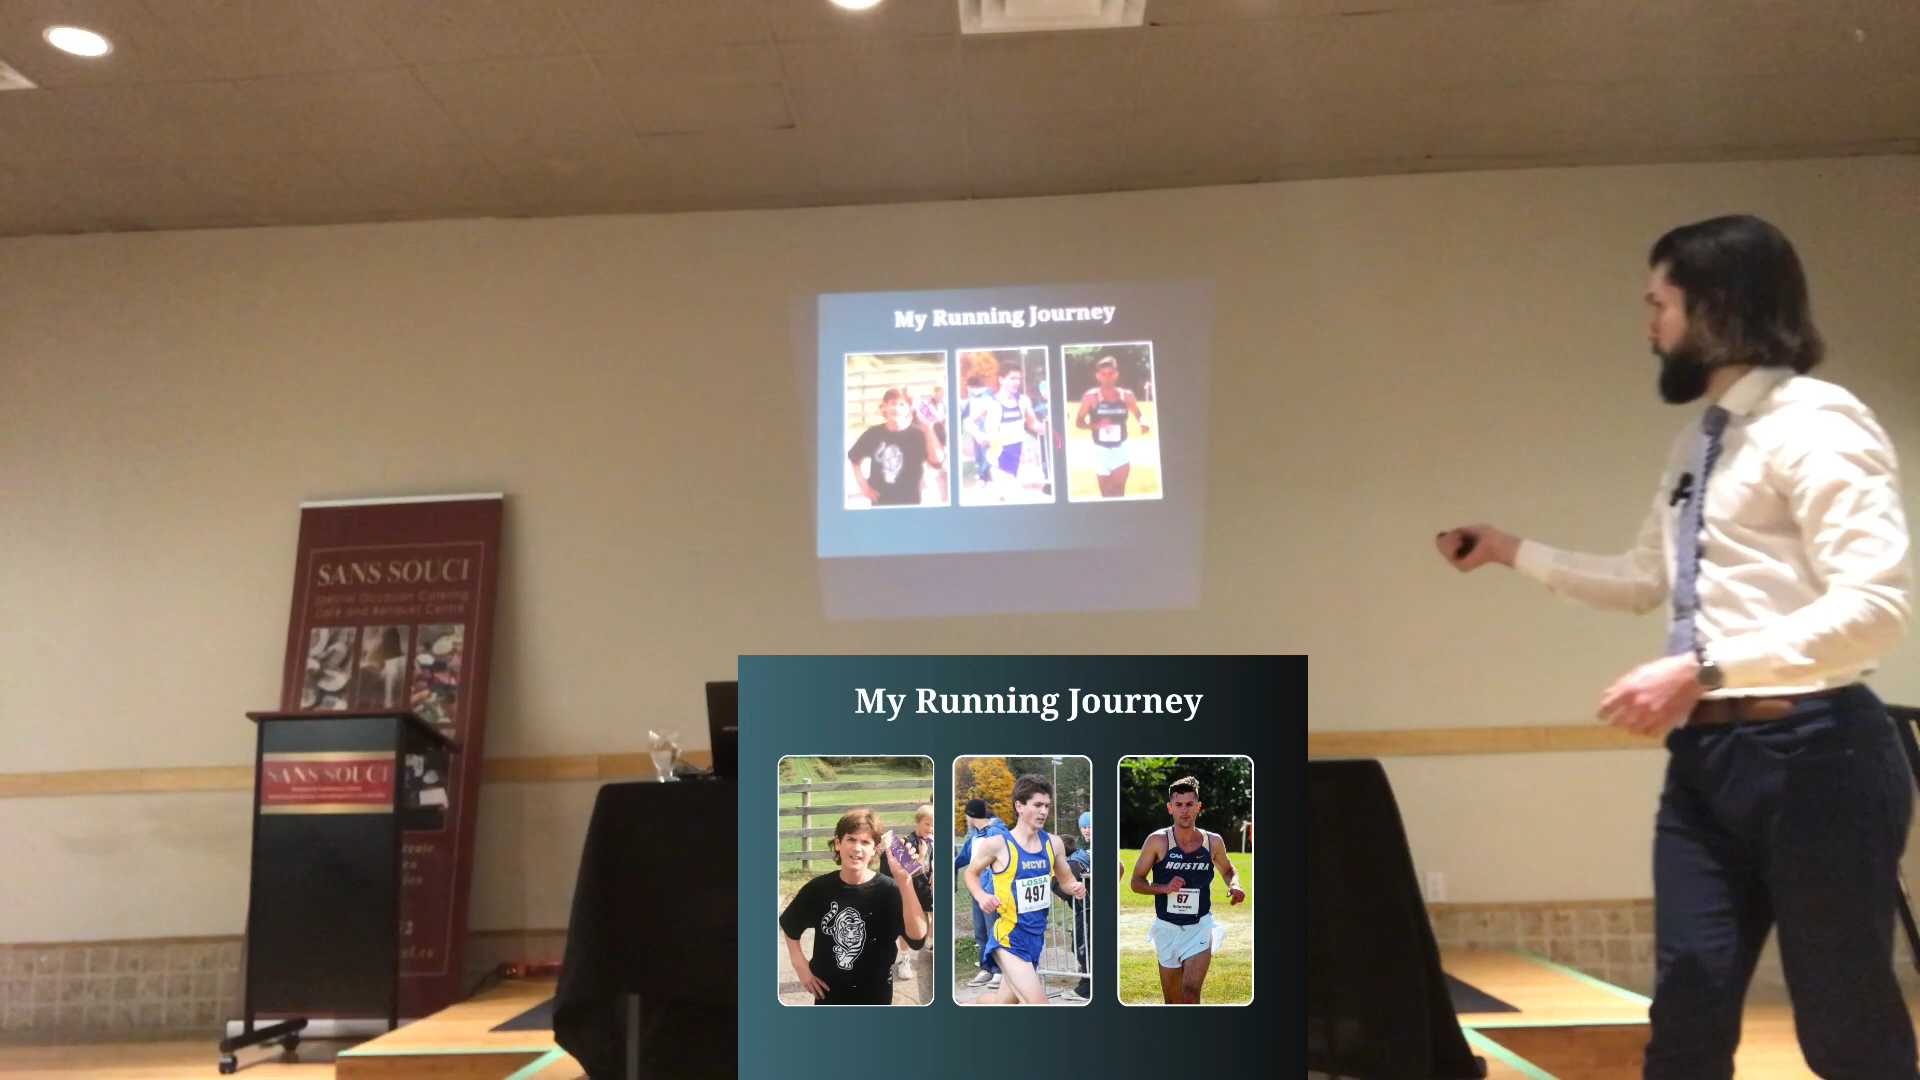 My Running Journey
SANS SOUCI
Special Occasion Catering
Café and Banquet Centre
SANS SOUCI
My Running Journey
MCVI
LOSSA
497
CAA
HOFSTRA
67